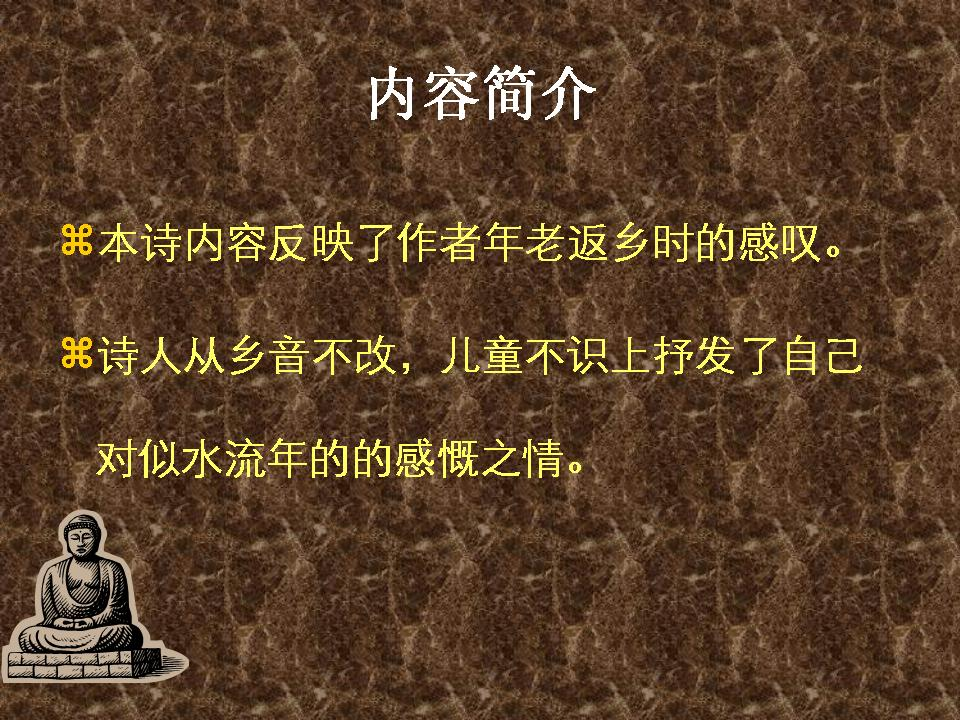 内容简介
⌘本诗内容反映了作者年老返乡时的感叹。
⌘诗人从乡音不改，儿童不识上抒发了自己
对似水流年的的感慨之情。